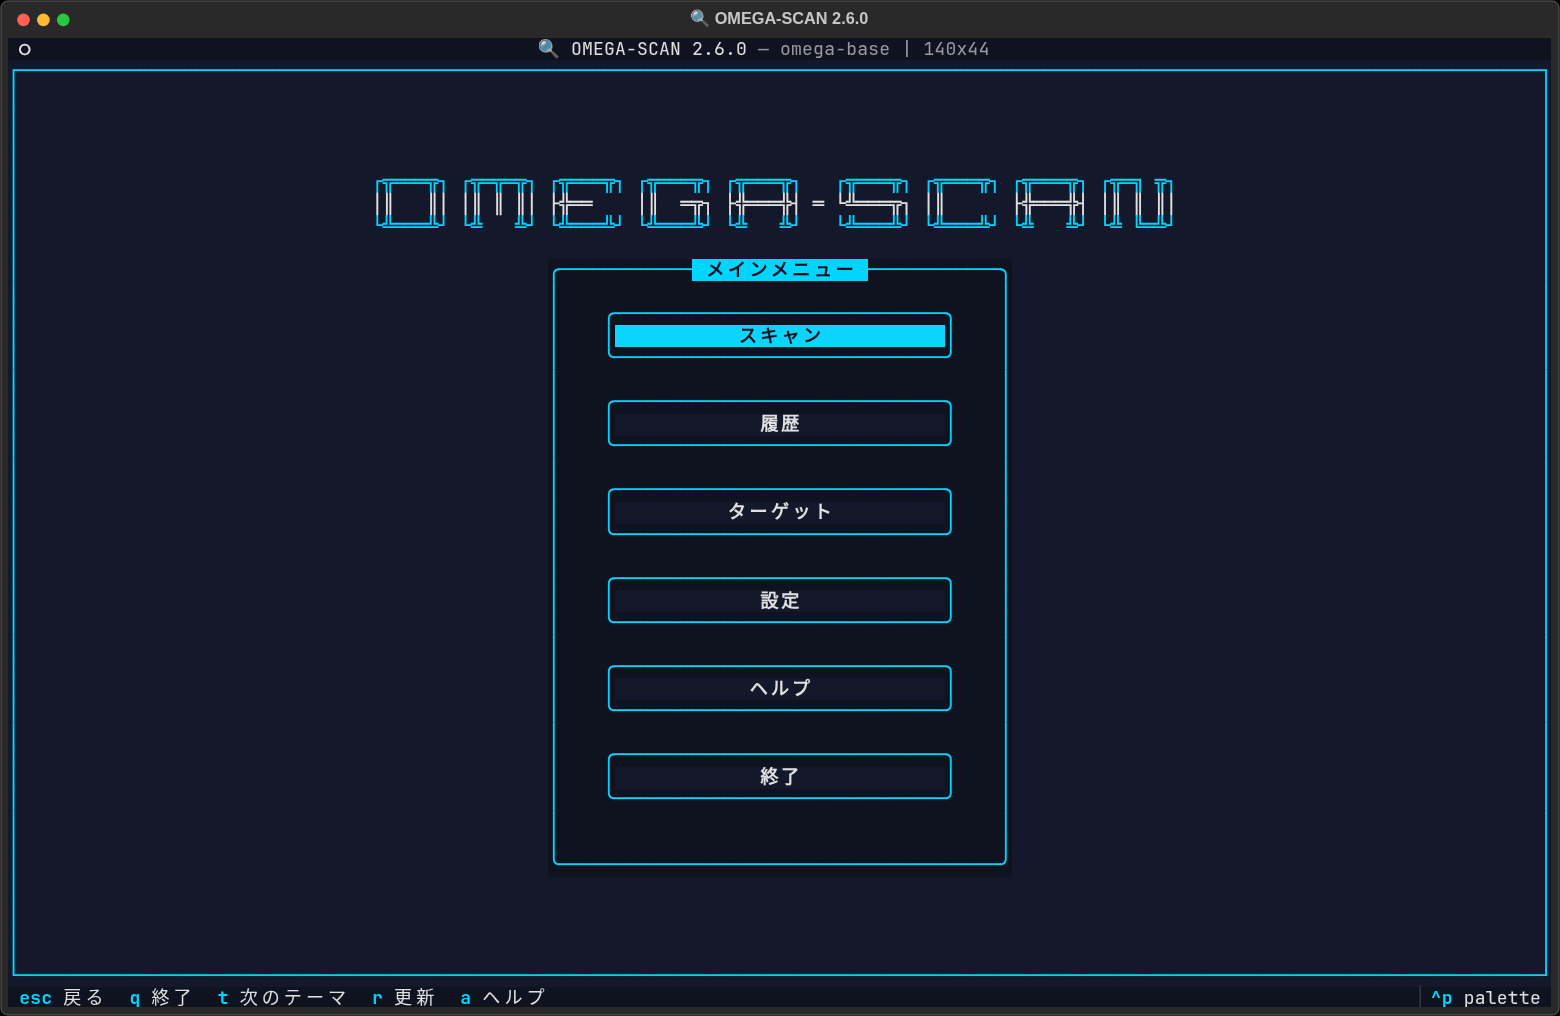 🔍 OMEGA-SCAN 2.6.0
🔍 OMEGA-SCAN 2.6.0 — omega-base | 140x44
OMEGA-SCAN
メインメニュー
スキャン
履歴
ターゲット
設定
ヘルプ
終了
esc 戻る q 終了 t 次のテーマ r 更新 a ヘルプ ^p palette